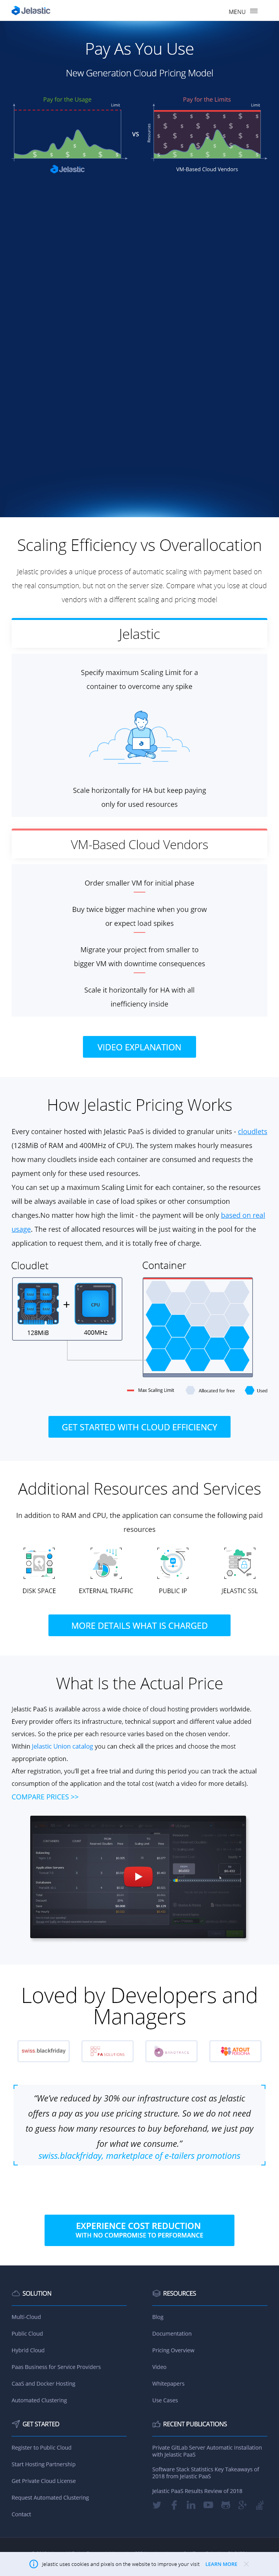 Jelastic
MENU
Pay As You Use
New Generation Cloud Pricing Model
Pay for the Usage
Limit
Jelastic
VS
Pay for the Limits
Limit
Resources
VM-Based Cloud Vendors
Scaling Efficiency vs Overallocation
Jelastic provides a unique process of automatic scaling with payment based on
the real consumption, but not on the server size. Compare what you lose at cloud
vendors with a different scaling and pricing model
Jelastic
Specify maximum Scaling Limit for a
container to overcome any spike
Scale horizontally for HA but keep paying
only for used resources
VM-Based Cloud Vendors
Order smaller VM for initial phase
Buy twice bigger machine when you grow
or expect load spikes
Migrate your project from smaller to
bigger VM with downtime consequences
Scale it horizontally for HA with all
inefficiency inside
VIDEO EXPLANATION
How Jelastic Pricing Works
Every container hosted with Jelastic PaaS is divided to granular units - cloudlets
(128MiB of RAM and 400MHz of CPU). The system makes hourly measures
how many cloudlets inside each container are consumed and requests the
payment only for these used resources.
You can set up a maximum Scaling Limit for each container, so the resources
will be always available in case of load spikes or other consumption
changes.No matter how high the limit - the payment will be only based on real
usage. The rest of allocated resources will be just waiting in the pool for the
application to request them, and it is totally free of charge.
Cloudlet
Container
CPU
128MiB
+
400MHz
Max Scaling Limit
Allocated for free
Used
GET STARTED WITH CLOUD EFFICIENCY
Additional Resources and Services
In addition to RAM and CPU, the application can consume the following paid
resources
DISK SPACE
EXTERNAL TRAFFIC
PUBLIC IP
JELASTIC SSL
MORE DETAILS WHAT IS CHARGED
What Is the Actual Price
Jelastic PaaS is available across a wide choice of cloud hosting providers worldwide.
Every provider offers its infrastructure, technical support and different value added
services. So the price per each resource varies based on the chosen vendor.
Within Jelastic Union catalog you can check all the prices and choose the most
appropriate option.
After registration, you'll get a free trial and during this period you can track the actual
consumption of the application and the total cost (watch a video for more details).
COMPARE PRICES >>
Loved by Developers and
Managers
swiss blackfriday
FA SOLUTIONS
ATOUT
PERSONA
"We've reduced by 30% our infrastructure cost as Jelastic
offers a pay as you use pricing structure. So we do not need
to guess how many resources to buy beforehand, we just pay
for what we consume."
swiss,blackfriday, marketplace of e-tailers promotions
EXPERIENCE COST REDUCTION
WITH NO COMPROMISE TO PERFORMANCE
SOLUTION
Multi-Cloud
Public Cloud
Hybrid Cloud
Paas Business for Service Providers
CaaS and Docker Hosting
Automated Clustering
RESOURCES
Blog
Documentation
Pricing Overview
Video
Whitepapers
Use Cases
GET STARTED
Register to Public Cloud
Start Hosting Partnership
Get Private Cloud License
Request Automated Clustering
Contact
RECENT PUBLICATIONS
Private GitLab Server Automatic Installation
with Jelastic PaaS
Software Stack Statistics Key Takeaways of
2018 from Jelastic PaaS
Jelastic PaaS Results Review of 2018
Jelastic uses cookies and pixels on the website to improve your visit
LEARN MORE